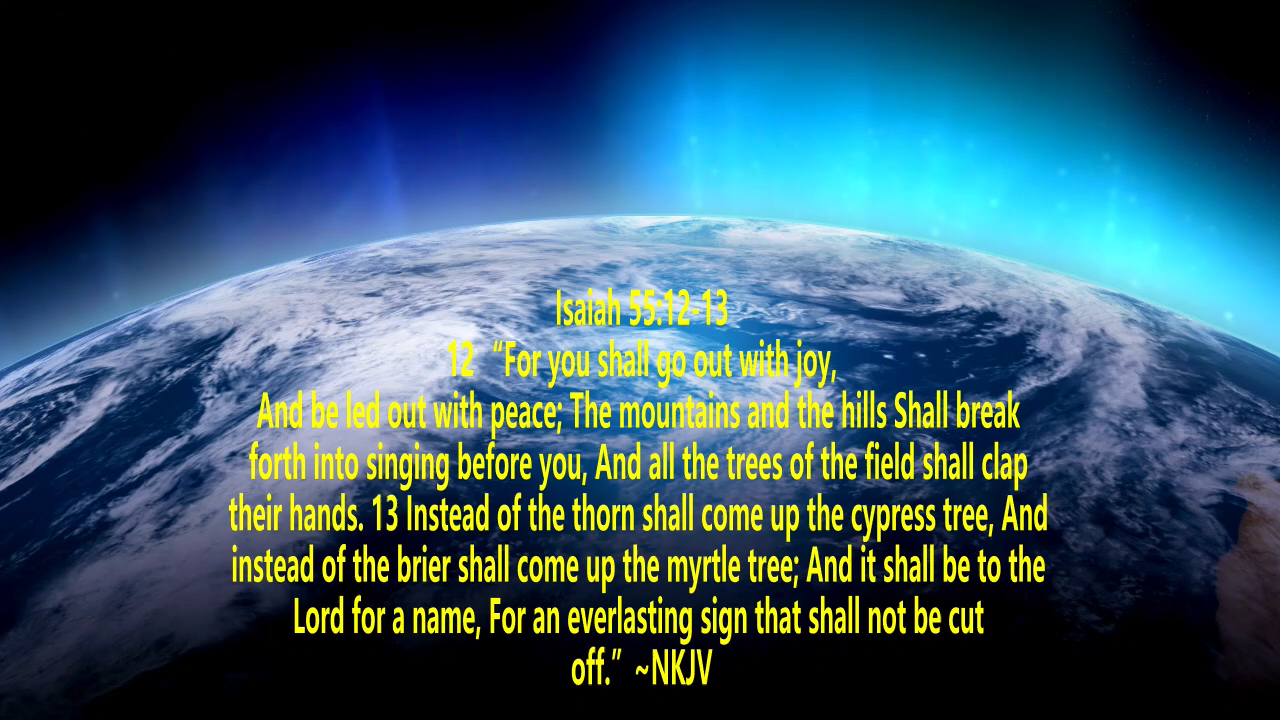 Isaiah 55:12-13
12  “For you shall go out with joy,
And be led out with peace; The mountains and the hills Shall break
forth into singing before you, And all the trees of the field shall clap
their hands. 13 Instead of the thorn shall come up the cypress tree, And
instead of the brier shall come up the myrtle tree; And it shall be to the
Lord for a name, For an everlasting sign that shall not be cut
off.”  ~NKJV